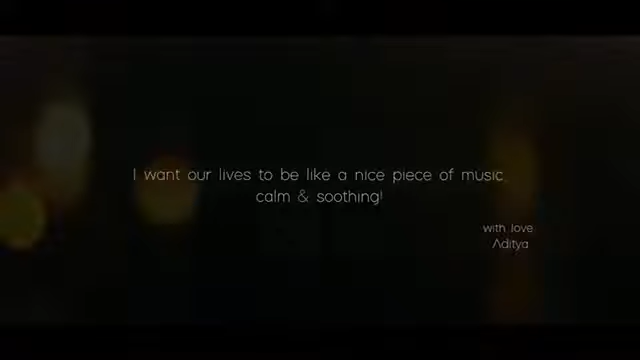 I want our lives to be like a nice piece of music,
calm & soothing!
with love
Aditya